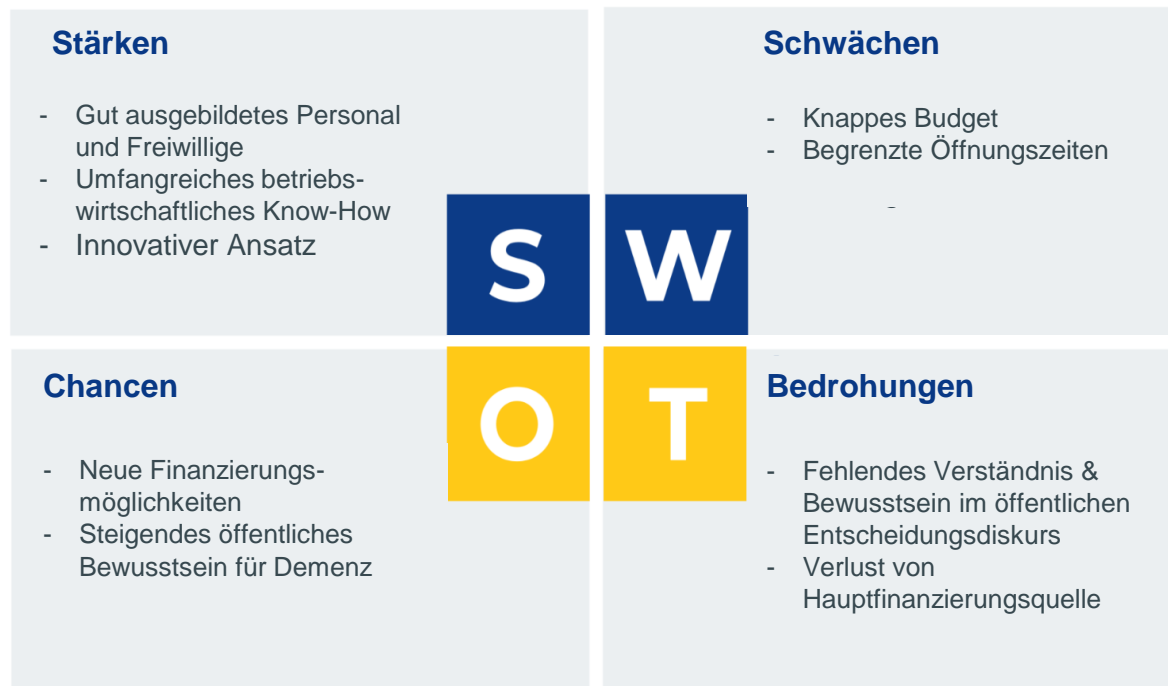 Stärken
- Gut ausgebildetes Personal
und Freiwillige
- Umfangreiches betriebs-
wirtschaftliches Know-How
- Innovativer Ansatz
Schwächen
- Knappes Budget
- Begrenzte Öffnungszeiten
S W
O T
Chancen
- Neue Finanzierungs-
möglichkeiten
- Steigendes öffentliches
Bewusstsein für Demenz
Bedrohungen
- Fehlendes Verständnis &
Bewusstsein im öffentlichen
Entscheidungsdiskurs
- Verlust von
Hauptfinanzierungsquelle